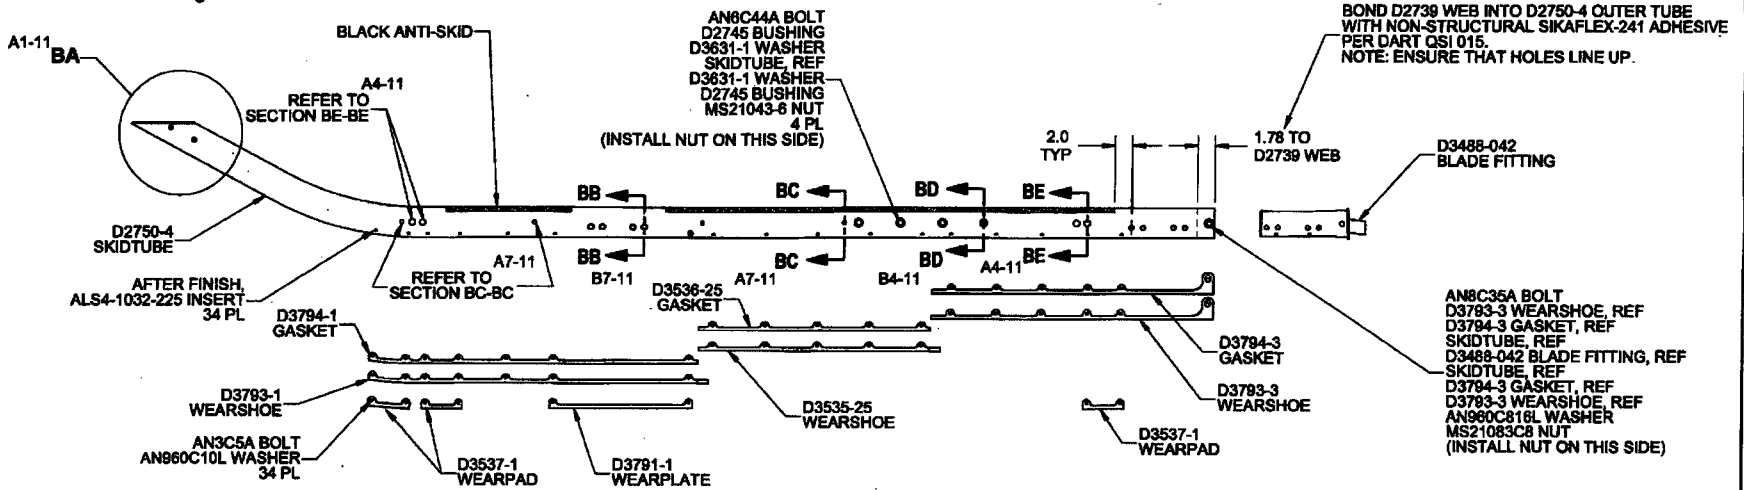 A1-11
BA
BLACK ANTI-SKID
AN6C44A BOLT
D2745 BUSHING
D3631-1 WASHER
SKIDTUBE, REF
D3631-1 WASHER
D2745 BUSHING
MS21043-6 NUT
4 PL
(INSTALL NUT ON THIS SIDE)
BOND D2739 WEB INTO D2750-4 OUTER TUBE
WITH NON-STRUCTURAL SIKAFLEX-241 ADHESIVE
PER DART QSI 015.
NOTE: ENSURE THAT HOLES LINE UP.
A4-11
REFER TO
SECTION BE-BE
2.0
TYP
1.78 TO
D2739 WEB
D3488-042
BLADE FITTING
BB
BC
BD
BE
D2750-4
SKIDTUBE
AFTER FINISH,
ALS4-1032-225 INSERT
34 PL
REFER TO
SECTION BC-BC
A7-11
BB
B7-11
BC
A7-11
BD
B4-11
BE
A4-11
D3794-1
GASKET
D3536-25
GASKET
D3794-3
GASKET
D3793-1
WEARSHOE
D3535-25
WEARSHOE
D3793-3
WEARSHOE
AN3C5A BOLT
AN960C10L WASHER
34 PL
D3537-1
WEARPAD
D3791-1
WEARPLATE
D3537-1
WEARPAD
AN8C35A BOLT
D3793-3 WEARSHOE, REF
D3794-3 GASKET, REF
SKIDTUBE, REF
D3488-042 BLADE FITTING, REF
SKIDTUBE, REF
D3794-3 GASKET, REF
D3793-3 WEARSHOE, REF
AN960C816L WASHER
MS21083C8 NUT
(INSTALL NUT ON THIS SIDE)